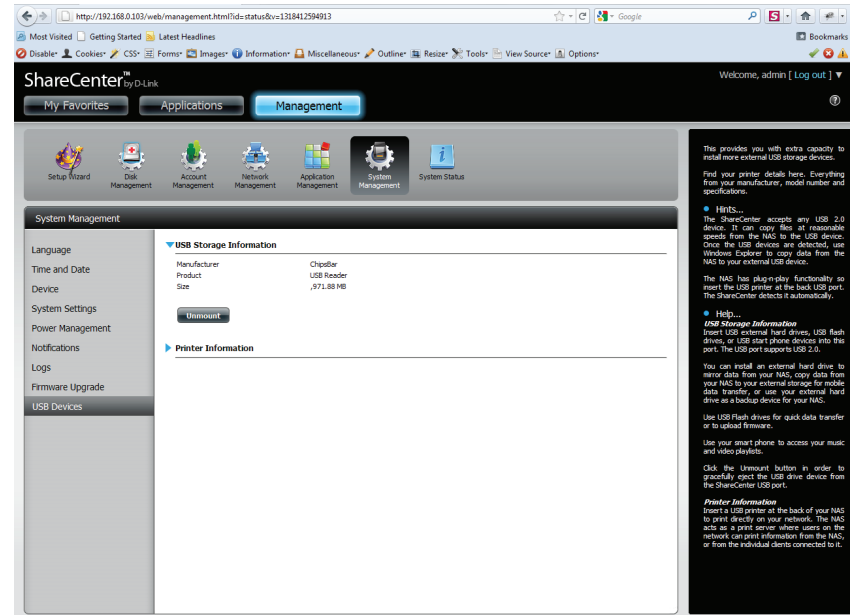 http://192.168.0.103/web/management.html?id=status&v=1318412594913
Google
Most Visited Getting Started Latest Headlines Bookmarks
Disable Cookies CSS Forms Images Information Miscellaneous Outline Resize Tools View Source Options
ShareCenter™ by D-Link
Welcome, admin [ Log out ]
My Favorites Applications Management
Setup Wizard
Disk Management
Account Management
Network Management
Application Management
System Management
System Status
System Management
Language
Time and Date
Device
System Settings
Power Management
Notifications
Logs
Firmware Upgrade
USB Devices
USB Storage Information
Manufacturer ChipsBar
Product USB Reader
Size ,971.88 MB
Unmount
Printer Information
This provides you with extra capacity to
install more external USB storage devices.
Find your printer details here. Everything
from your manufacturer, model number and
specifications.
Hints...
The ShareCenter accepts any USB 2.0
device. It can copy files at reasonable
speeds from the NAS to the USB device.
Once the USB devices are detected, use
Windows Explorer to copy data from the
NAS to your external USB device.
The NAS has plug-n-play functionality so
insert the USB printer at the back USB port.
The ShareCenter detects it automatically.
Help...
USB Storage Information
Insert USB external hard drives, USB flash
drives, or USB start phone devices into this
port. The USB port supports USB 2.0.
You can install an external hard drive to
mirror data from your NAS, copy data from
your NAS to your external storage for mobile
data transfer, or use your external hard
drive as a backup device for your NAS.
Use USB Flash drives for quick data transfer
or to upload firmware.
Use your smart phone to access your music
and video playlists.
Click the Unmount button in order to
gracefully eject the USB drive device from
the ShareCenter USB port.
Printer Information
Insert a USB printer at the back of your NAS
to print directly on your network. The NAS
acts as a print server where users on the
network can print information from the NAS,
or from the individual clients connected to it.